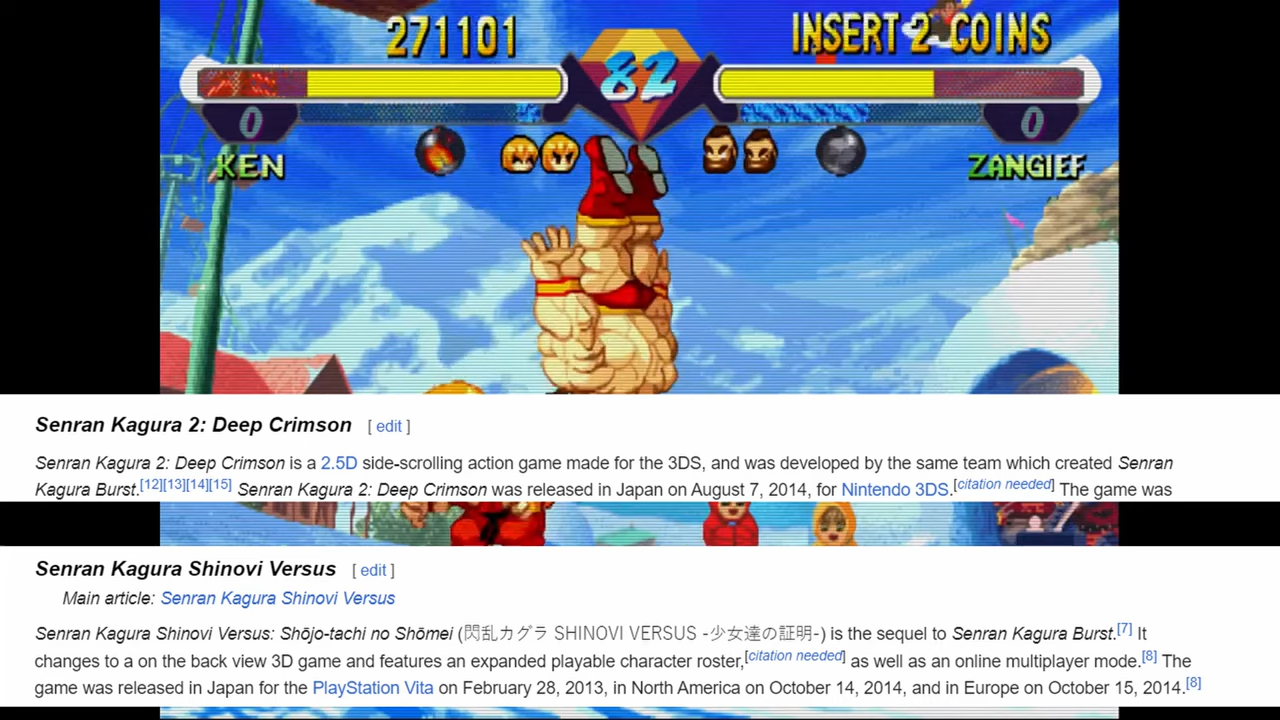 271101 INSERT 2 COINS
82
0 0
KEN ZANGIEF
Senran Kagura 2: Deep Crimson [ edit ]
Senran Kagura 2: Deep Crimson is a 2.5D side-scrolling action game made for the 3DS, and was developed by the same team which created Senran
Kagura Burst.[12][13][14][15] Senran Kagura 2: Deep Crimson was released in Japan on August 7, 2014, for Nintendo 3DS.[citation needed] The game was
Senran Kagura Shinovi Versus [ edit ]
Main article: Senran Kagura Shinovi Versus
Senran Kagura Shinovi Versus: Shōjo-tachi no Shōmei (閃乱カグラ SHINOVI VERSUS -少女達の証明-) is the sequel to Senran Kagura Burst.[7] It
changes to a on the back view 3D game and features an expanded playable character roster,[citation needed] as well as an online multiplayer mode.[8] The
game was released in Japan for the PlayStation Vita on February 28, 2013, in North America on October 14, 2014, and in Europe on October 15, 2014.[8]